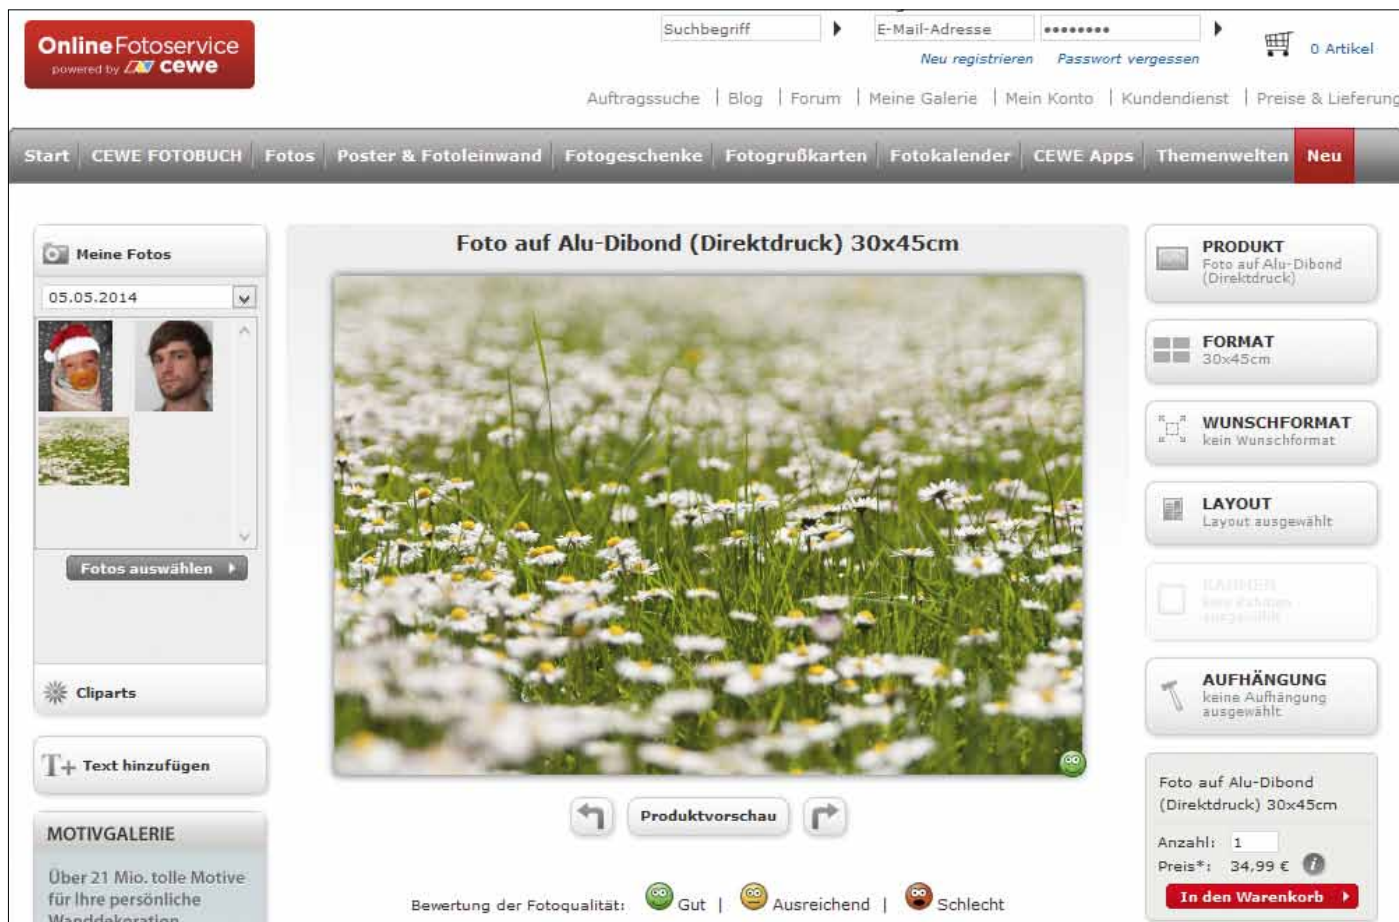 Online Fotoservice
powered by cewe
Suchbegriff
E-Mail-Adresse
••••••••
0 Artikel
Neu registrieren
Passwort vergessen
Auftragssuche | Blog | Forum | Meine Galerie | Mein Konto | Kundendienst | Preise & Lieferung
Start
CEWE FOTOBUCH
Fotos
Poster & Fotoleinwand
Fotogeschenke
Fotogrußkarten
Fotokalender
CEWE Apps
Themenwelten
Neu
Meine Fotos
05.05.2014
Fotos auswählen
Cliparts
T+ Text hinzufügen
MOTIVGALERIE
Über 21 Mio. tolle Motive
für Ihre persönliche
Wanddekoration
Foto auf Alu-Dibond (Direktdruck) 30x45cm
Produktvorschau
Bewertung der Fotoqualität: Gut | Ausreichend | Schlecht
PRODUKT
Foto auf Alu-Dibond
(Direktdruck)
FORMAT
30x45cm
WUNSCHFORMAT
kein Wunschformat
LAYOUT
Layout ausgewählt
RAHMEN
kein Rahmen
ausgewählt
AUFHÄNGUNG
keine Aufhängung
ausgewählt
Foto auf Alu-Dibond
(Direktdruck) 30x45cm
Anzahl: 1
Preis*: 34,99 € i
In den Warenkorb